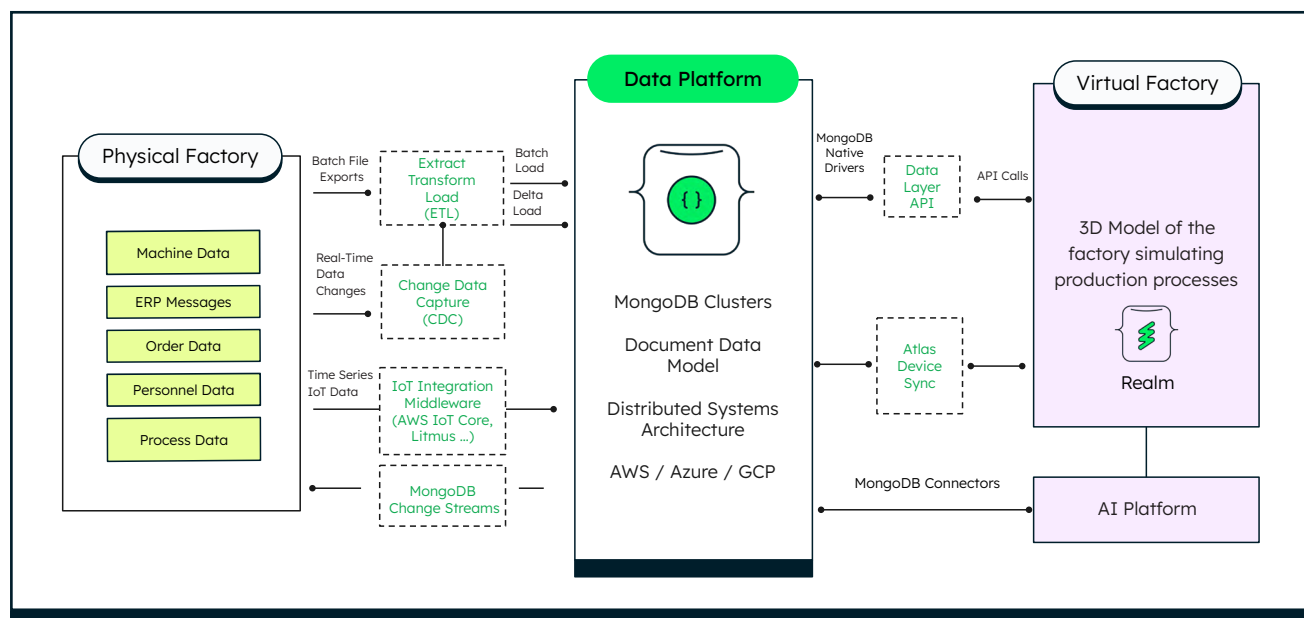 Physical Factory
Machine Data
ERP Messages
Order Data
Personnel Data
Process Data
Batch File
Exports
Real-Time
Data
Changes
Time Series
IoT Data
Extract
Transform
Load
(ETL)
Change Data
Capture
(CDC)
IoT Integration
Middleware
(AWS IoT Core,
Litmus ...)
MongoDB
Change Streams
Batch
Load
Delta
Load
Data Platform
{ }
MongoDB Clusters
Document Data
Model
Distributed Systems
Architecture
AWS / Azure / GCP
MongoDB
Native
Drivers
Data
Layer
API
API Calls
Atlas
Device
Sync
MongoDB Connectors
Virtual Factory
3D Model of the
factory simulating
production processes
Realm
AI Platform